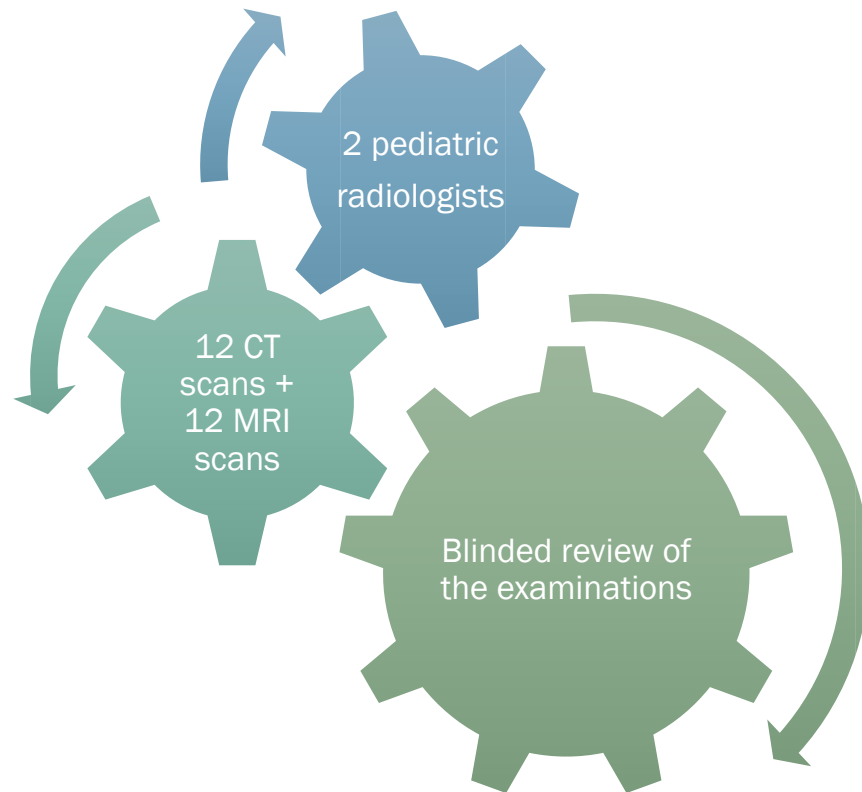 2 pediatric
radiologists
12 CT
scans +
12 MRI
scans
Blinded review of
the examinations